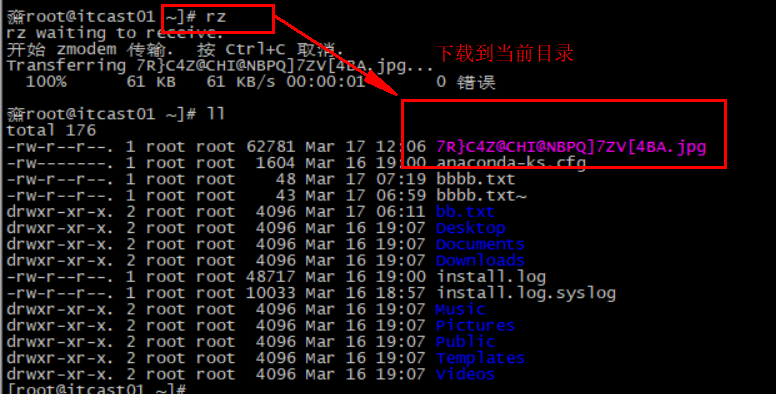 齌root@itcast01 ~]# rz
rz waiting to receive.
开始 zmodem 传输. 按 Ctrl+C 取消.
下载到当前目录
Transferring 7R}C4Z@CHI@NBPQ]7ZV[4BA.jpg...
100% 61 KB 61 KB/s 00:00:01 0 错误
齌root@itcast01 ~]# ll
total 176
-rw-r--r--. 1 root root 62781 Mar 17 12:06 7R}C4Z@CHI@NBPQ]7ZV[4BA.jpg
-rw-------. 1 root root 1604 Mar 16 19:00 anaconda-ks.cfg
-rw-r--r--. 1 root root 48 Mar 17 07:19 bbbb.txt
-rw-r--r--. 1 root root 43 Mar 17 06:59 bbbb.txt~
drwxr-xr-x. 2 root root 4096 Mar 17 06:11 bb.txt
drwxr-xr-x. 2 root root 4096 Mar 16 19:07 Desktop
drwxr-xr-x. 2 root root 4096 Mar 16 19:07 Documents
drwxr-xr-x. 2 root root 4096 Mar 16 19:07 Downloads
-rw-r--r--. 1 root root 48717 Mar 16 19:00 install.log
-rw-r--r--. 1 root root 10033 Mar 16 18:57 install.log.syslog
drwxr-xr-x. 2 root root 4096 Mar 16 19:07 Music
drwxr-xr-x. 2 root root 4096 Mar 16 19:07 Pictures
drwxr-xr-x. 2 root root 4096 Mar 16 19:07 Public
drwxr-xr-x. 2 root root 4096 Mar 16 19:07 Templates
drwxr-xr-x. 2 root root 4096 Mar 16 19:07 Videos
[root@itcast01 ~]#